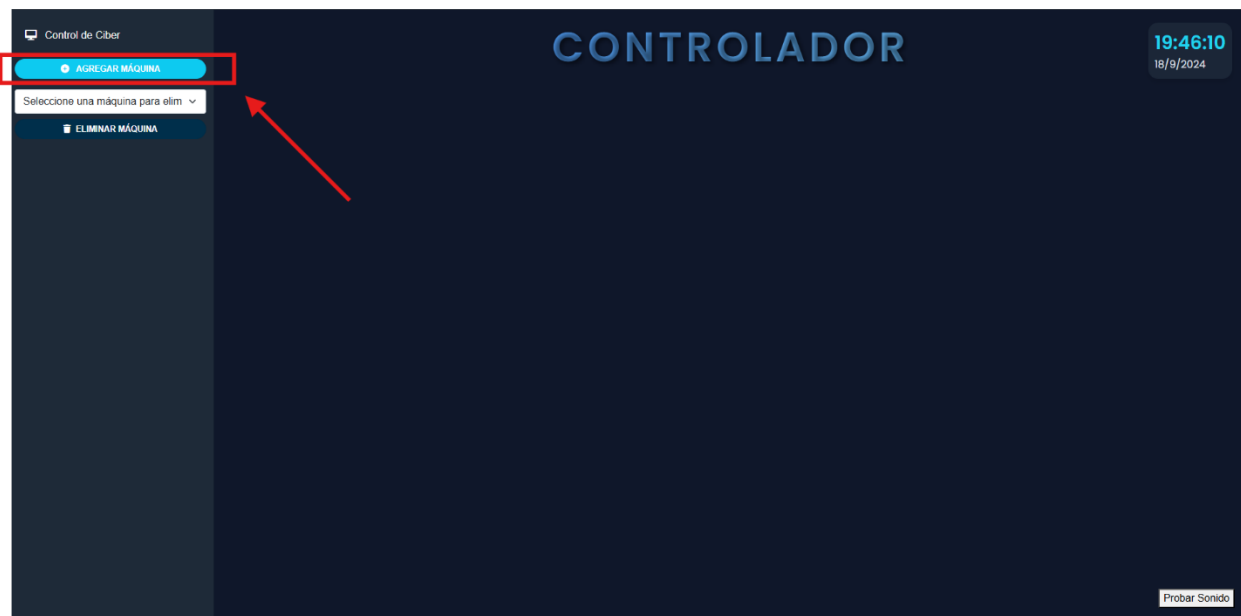 Control de Ciber
AGREGAR MÁQUINA
Seleccione una máquina para elim
ELIMINAR MÁQUINA
CONTROLADOR
19:46:10
18/9/2024
Probar Sonido